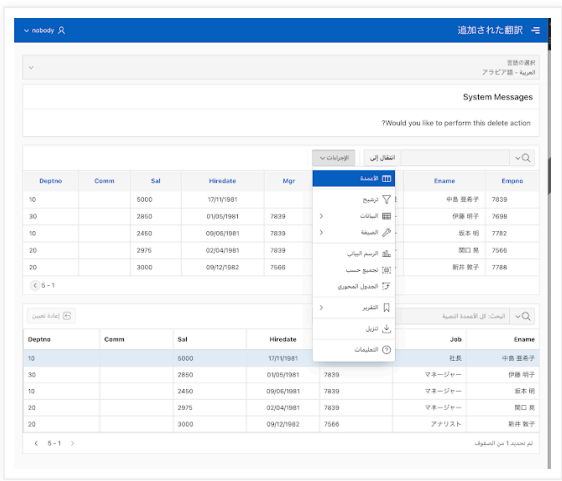 追加された翻訳
nobody
言語の選択
アラビア語 - العربية
System Messages
?Would you like to perform this delete action
انتقال إلى
الإجراءات
Empno Ename Mgr Hiredate Sal Comm Deptno
7839 中島 亜希子 17/11/1981 5000 10
7698 伊藤 明子 7839 01/05/1981 2850 30
7782 坂本 明 7839 09/06/1981 2450 10
7566 関口 晃 7839 02/04/1981 2975 20
7788 新井 敦子 7566 09/12/1982 3000 20
5 - 1
الأعمدة
ترشيح
البيانات
الصيغة
الرسم البياني
تجميع حسب
الجدول المحوري
التقرير
تنزيل
التعليمات
البحث: كل الأعمدة النصية
إعادة تعيين
Ename Job Hiredate Sal Comm Deptno
中島 亜希子 社長 17/11/1981 5000 10
伊藤 明子 マネージャー 7839 01/05/1981 2850 30
坂本 明 マネージャー 7839 09/06/1981 2450 10
関口 晃 マネージャー 7839 02/04/1981 2975 20
新井 敦子 アナリスト 7566 09/12/1982 3000 20
تم تحديد 1 من الصفوف
5 - 1